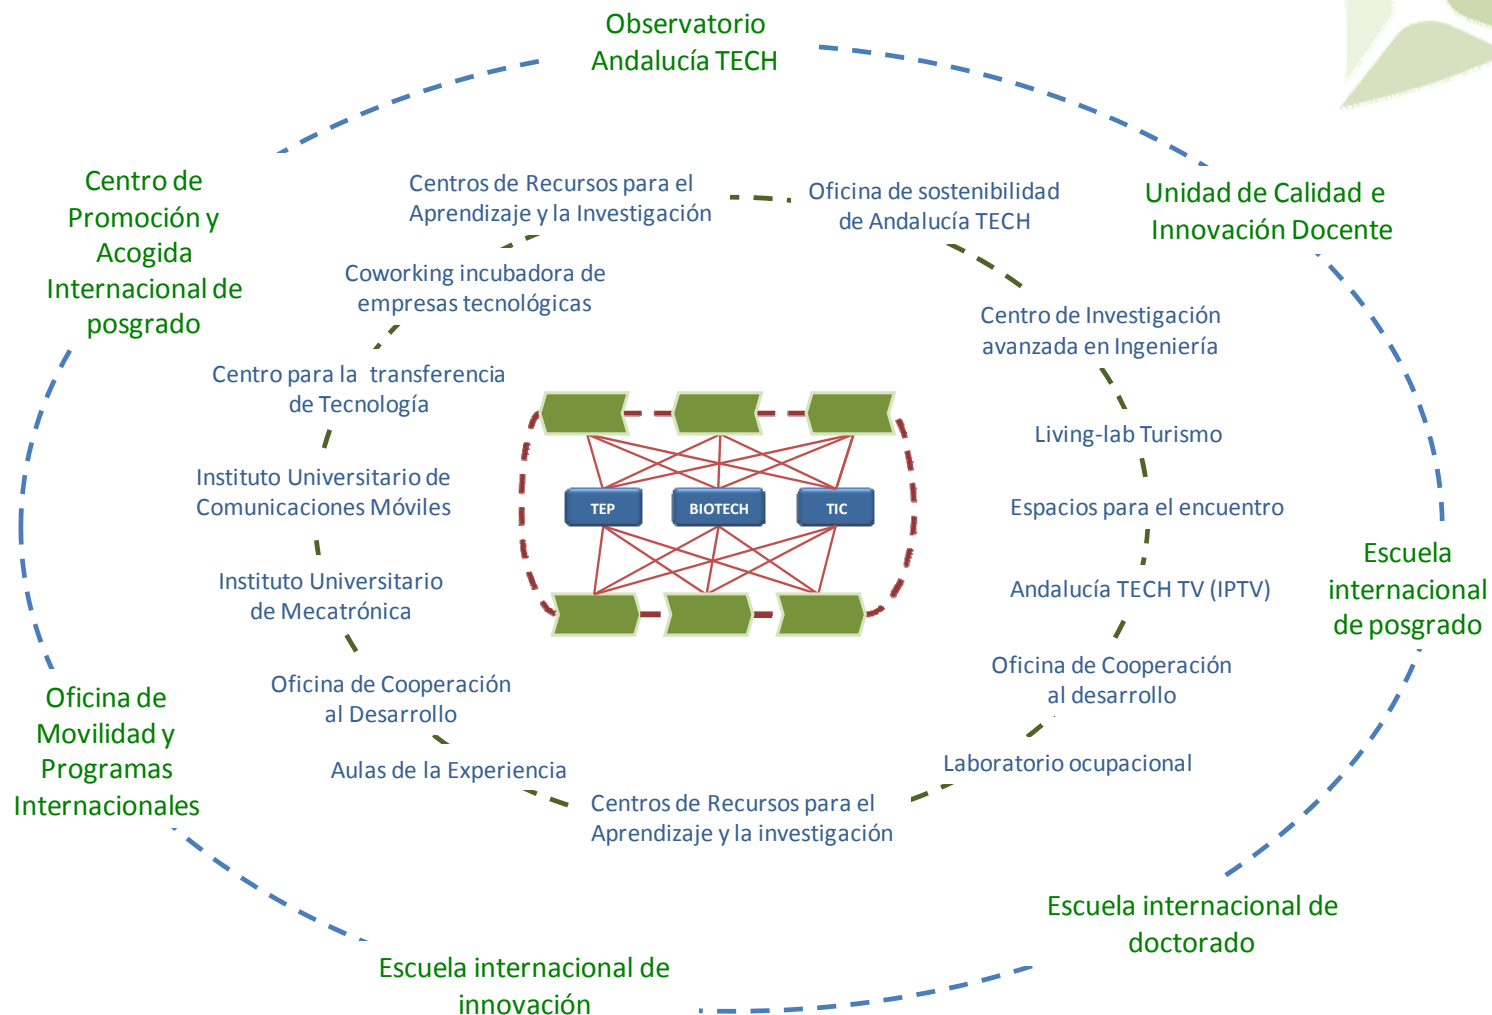 Observatorio
Andalucía TECH
Centro de
Promoción y
Acogida
Internacional de
posgrado
Centros de Recursos para el
Aprendizaje y la Investigación
Oficina de sostenibilidad
de Andalucía TECH
Unidad de Calidad e
Innovación Docente
Coworking incubadora de
empresas tecnológicas
Centro de Investigación
avanzada en Ingeniería
Centro para la transferencia
de Tecnología
Living-lab Turismo
Instituto Universitario de
Comunicaciones Móviles
TEP
BIOTECH
TIC
Espacios para el encuentro
Instituto Universitario
de Mecatrónica
Andalucía TECH TV (IPTV)
Escuela
internacional
de posgrado
Oficina de Cooperación
al Desarrollo
Oficina de Cooperación
al desarrollo
Oficina de
Movilidad y
Programas
Internacionales
Aulas de la Experiencia
Laboratorio ocupacional
Centros de Recursos para el
Aprendizaje y la investigación
Escuela internacional de
doctorado
Escuela internacional de
innovación